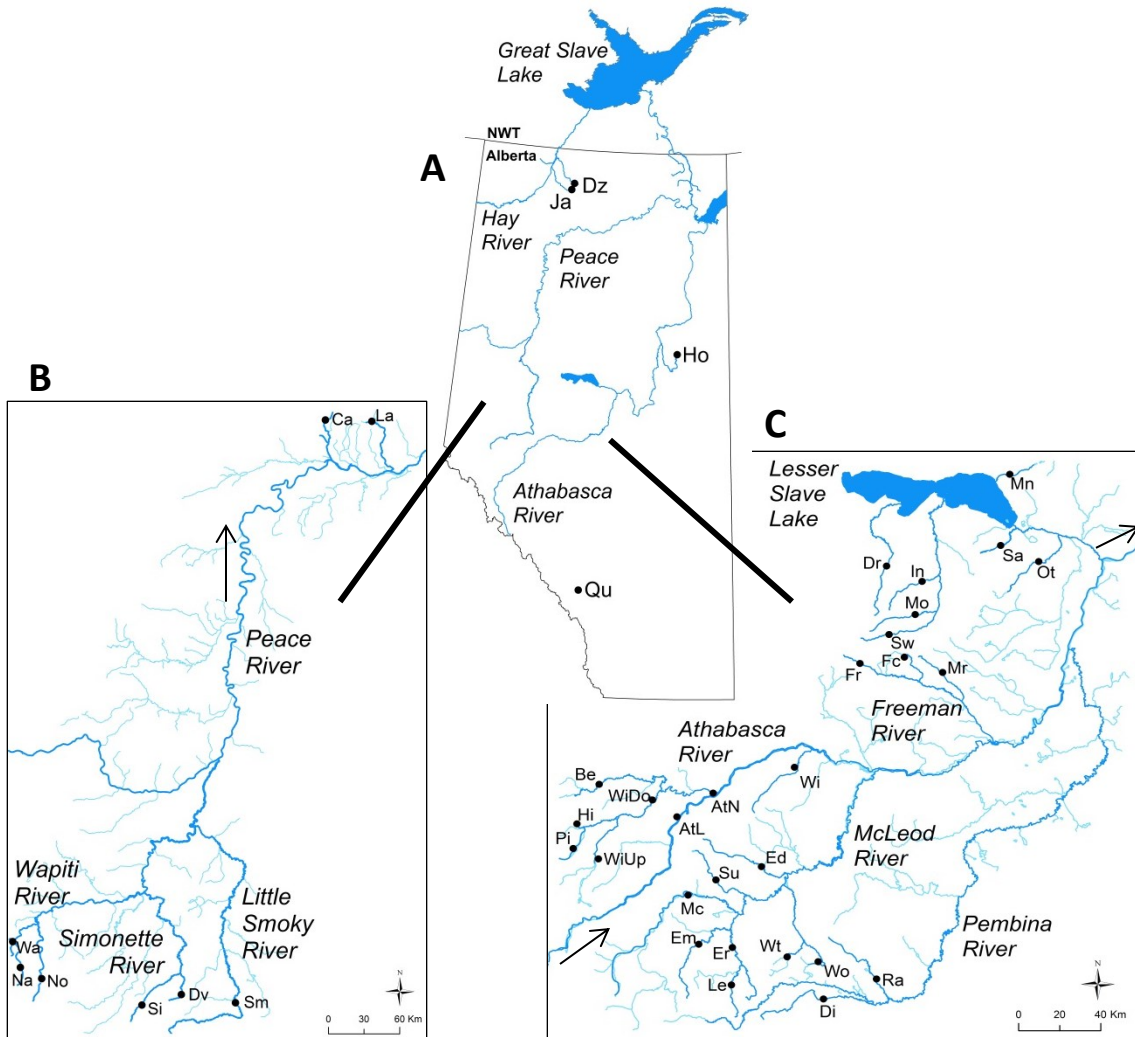 Great Slave
Lake
NWT
Alberta
A
Dz
Ja
Hay
River
Peace
River
Ho
Athabasca
River
Qu
B
Ca
La
Peace
River
Wapiti
River
Simonette
River
Little
Smoky
River
Wa
Na
No
Si
Dv
Sm
N
0 30 60 Km
C
Lesser
Slave
Lake
Mn
Sa
Ot
Dr
In
Mo
Sw
Fc
Fr
Mr
Freeman
River
Athabasca
River
Be
WiDo
AtN
Wi
Hi
AtL
Pi
WiUp
McLeod
River
Ed
Su
Mc
Pembina
River
Em
Er
Wt
Wo
Le
Ra
Di
N
0 20 40 Km